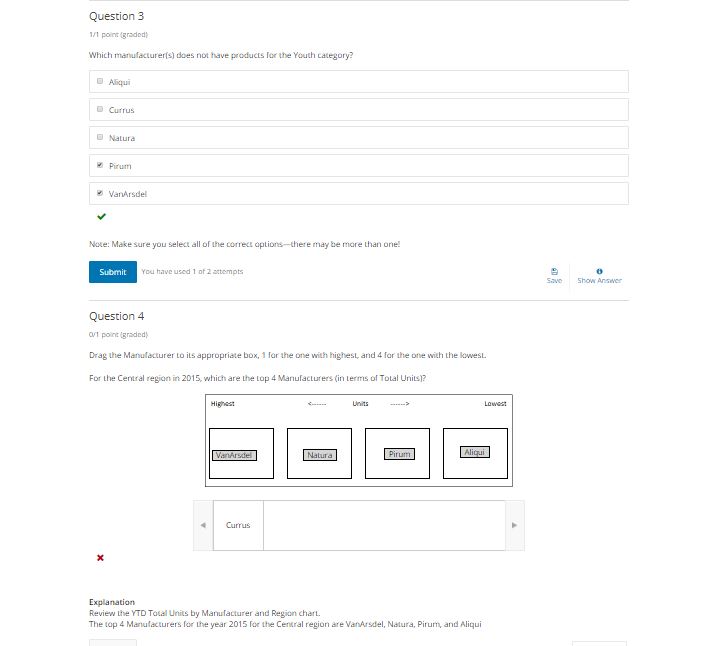 Question 3
1/1 point (graded)
Which manufacturer(s) does not have products for the Youth category?
Aliqui
Currus
Natura
Pirum
VanArsdel
Note: Make sure you select all of the correct options—there may be more than one!
Submit You have used 1 of 2 attempts Save Show Answer
Question 4
0/1 point (graded)
Drag the Manufacturer to its appropriate box, 1 for the one with highest, and 4 for the one with the lowest.
For the Central region in 2015, which are the top 4 Manufacturers (in terms of Total Units)?
Highest <------ Units ------> Lowest
VanArsdel Natura Pirum Aliqui
Currus
Explanation
Review the YTD Total Units by Manufacturer and Region chart.
The top 4 Manufacturers for the year 2015 for the Central region are VanArsdel, Natura, Pirum, and Aliqui